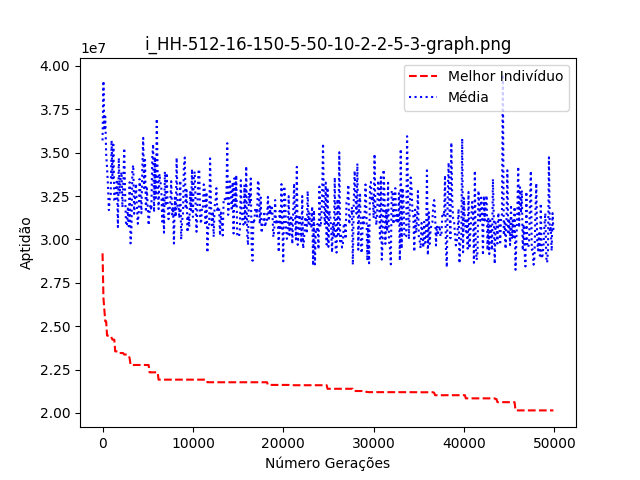 i_HH-512-16-150-5-50-10-2-2-5-3-graph.png
1e7
Melhor Indivíduo
Média
4.00
3.75
3.50
3.25
3.00
2.75
2.50
2.25
2.00
Aptidão
0 10000 20000 30000 40000 50000
Número Gerações